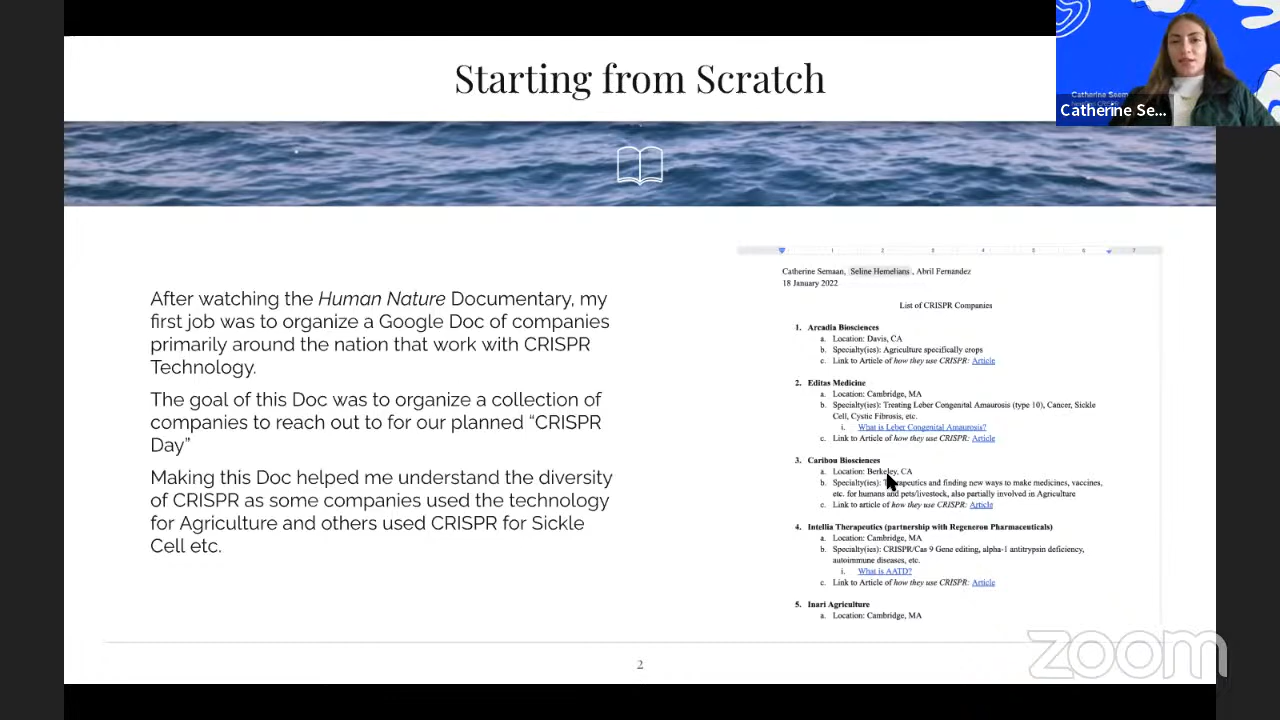 Starting from Scratch
Catherine Seem
Catherine Se...
After watching the Human Nature Documentary, my
first job was to organize a Google Doc of companies
primarily around the nation that work with CRISPR
Technology.
The goal of this Doc was to organize a collection of
companies to reach out to for our planned “CRISPR
Day”
Making this Doc helped me understand the diversity
of CRISPR as some companies used the technology
for Agriculture and others used CRISPR for Sickle
Cell etc.
1 2 3 4 5 6 7
Catherine Semaan, Seline Hemelians , Abril Fernandez
18 January 2022
List of CRISPR Companies
1. Arcadia Biosciences
a. Location: Davis, CA
b. Specialty(ies): Agriculture specifically crops
c. Link to Article of how they use CRISPR: Article
2. Editas Medicine
a. Location: Cambridge, MA
b. Specialty(ies): Treating Leber Congenital Amaurosis (type 10), Cancer, Sickle
Cell, Cystic Fibrosis, etc.
i. What is Leber Congenital Amaurosis?
c. Link to Article of how they use CRISPR: Article
3. Caribou Biosciences
a. Location: Berkeley, CA
b. Specialty(ies): Therapeutics and finding new ways to make medicines, vaccines,
etc. for humans and pets/livestock, also partially involved in Agriculture
c. Link to article of how they use CRISPR: Article
4. Intellia Therapeutics (partnership with Regeneron Pharmaceuticals)
a. Location: Cambridge, MA
b. Specialty(ies): CRISPR/Cas 9 Gene editing, alpha-1 antitrypsin deficiency,
autoimmune diseases, etc.
i. What is AATD?
c. Link to Article of how they use CRISPR: Article
5. Inari Agriculture
a. Location: Cambridge, MA
2
zoom